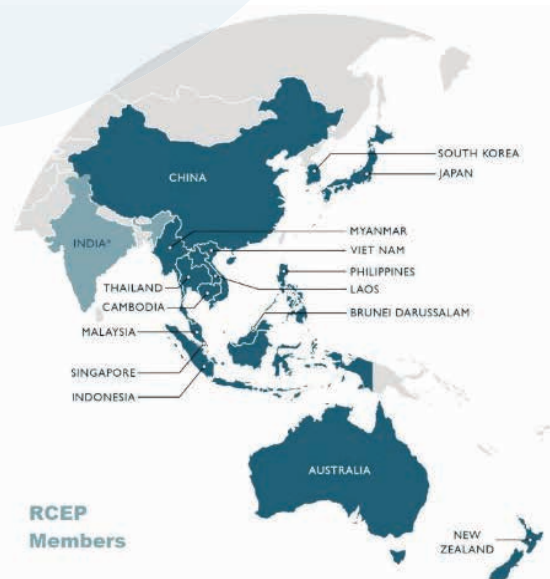 SOUTH KOREA
JAPAN
CHINA
MYANMAR
VIET NAM
INDIA*
PHILIPPINES
THAILAND
LAOS
CAMBODIA
BRUNEI DARUSSALAM
MALAYSIA
SINGAPORE
INDONESIA
AUSTRALIA
RCEP
Members
NEW
ZEALAND